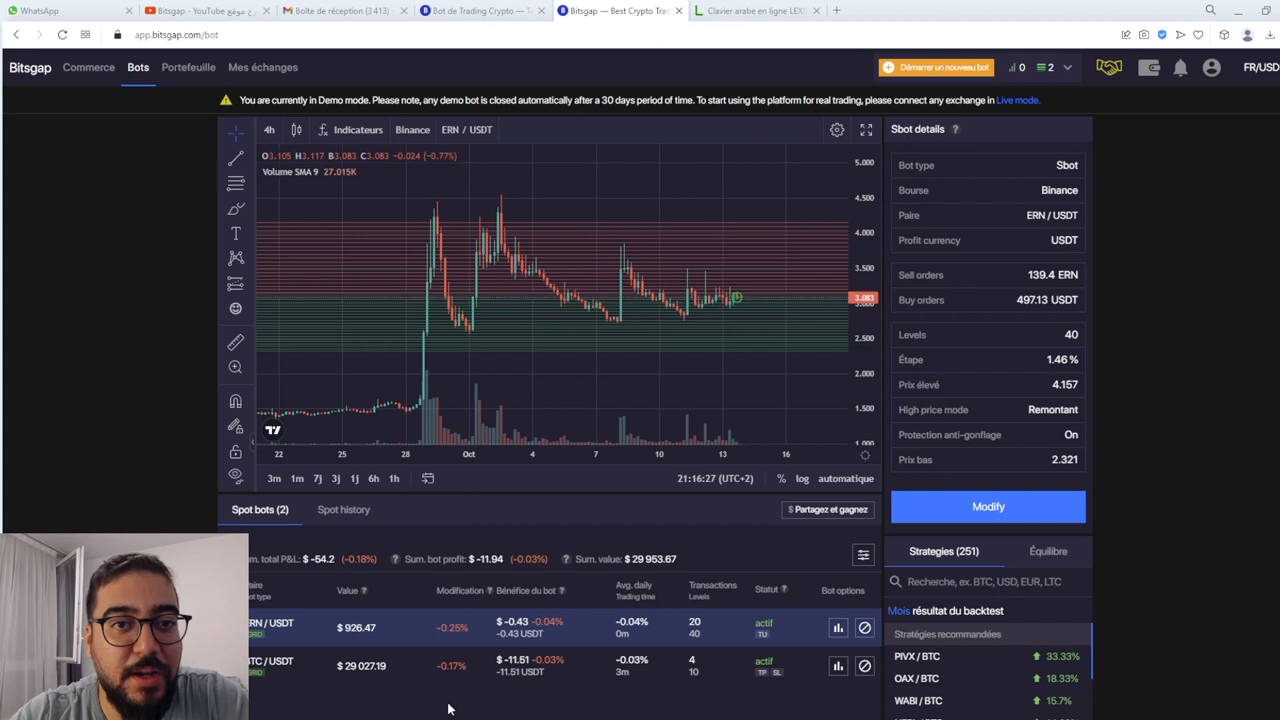 WhatsApp
Bitsgap - YouTube شرح موقع
Boîte de réception (3 413)
Bot de Trading Crypto — T
Bitsgap — Best Crypto Trad
Clavier arabe en ligne LEXI
app.bitsgap.com/bot
Bitsgap Commerce Bots Portefeuille Mes échanges Démarrer un nouveau bot 0 2 FR/USD
You are currently in Demo mode. Please note, any demo bot is closed automatically after a 30 days period of time. To start using the platform for real trading, please connect any exchange in Live mode.
4h Indicateurs Binance ERN / USDT
O3.105 H3.117 B3.083 C3.083 -0.024 (-0.77%)
Volume SMA 9 27.015K
5.000
4.500
4.000
3.500
3.083
3.000
2.500
2.000
1.500
1.000
22 25 28 Oct 4 7 10 13 16
3m 1m 7j 3j 1j 6h 1h 21:16:27 (UTC+2) % log automatique
Sbot details ?
Bot type Sbot
Bourse Binance
Paire ERN / USDT
Profit currency USDT
Sell orders 139.4 ERN
Buy orders 497.13 USDT
Levels 40
Étape 1.46 %
Prix élevé 4.157
High price mode Remontant
Protection anti-gonflage On
Prix bas 2.321
Modify
Spot bots (2) Spot history $ Partagez et gagnez
um. total P&L: $ -54.2 (-0.18%) ? Sum. bot profit: $ -11.94 (-0.03%) ? Sum. value: $ 29 953.67
aire
ot type
Value ? Modification ? Bénéfice du bot ? Avg. daily
Trading time
Transactions
Levels
Statut ? Bot options
RN / USDT
GRID
$ 926.47 -0.25% $ -0.43 -0.04%
-0.43 USDT
-0.04%
0m
20
40
actif
TU
TC / USDT
GRID
$ 29 027.19 -0.17% $ -11.51 -0.03%
-11.51 USDT
-0.03%
3m
4
10
actif
TP SL
Strategies (251) Équilibre
Recherche, ex. BTC, USD, EUR, LTC
Mois résultat du backtest
Stratégies recommandées
PIVX / BTC 33.33%
OAX / BTC 18.33%
WABI / BTC 15.7%